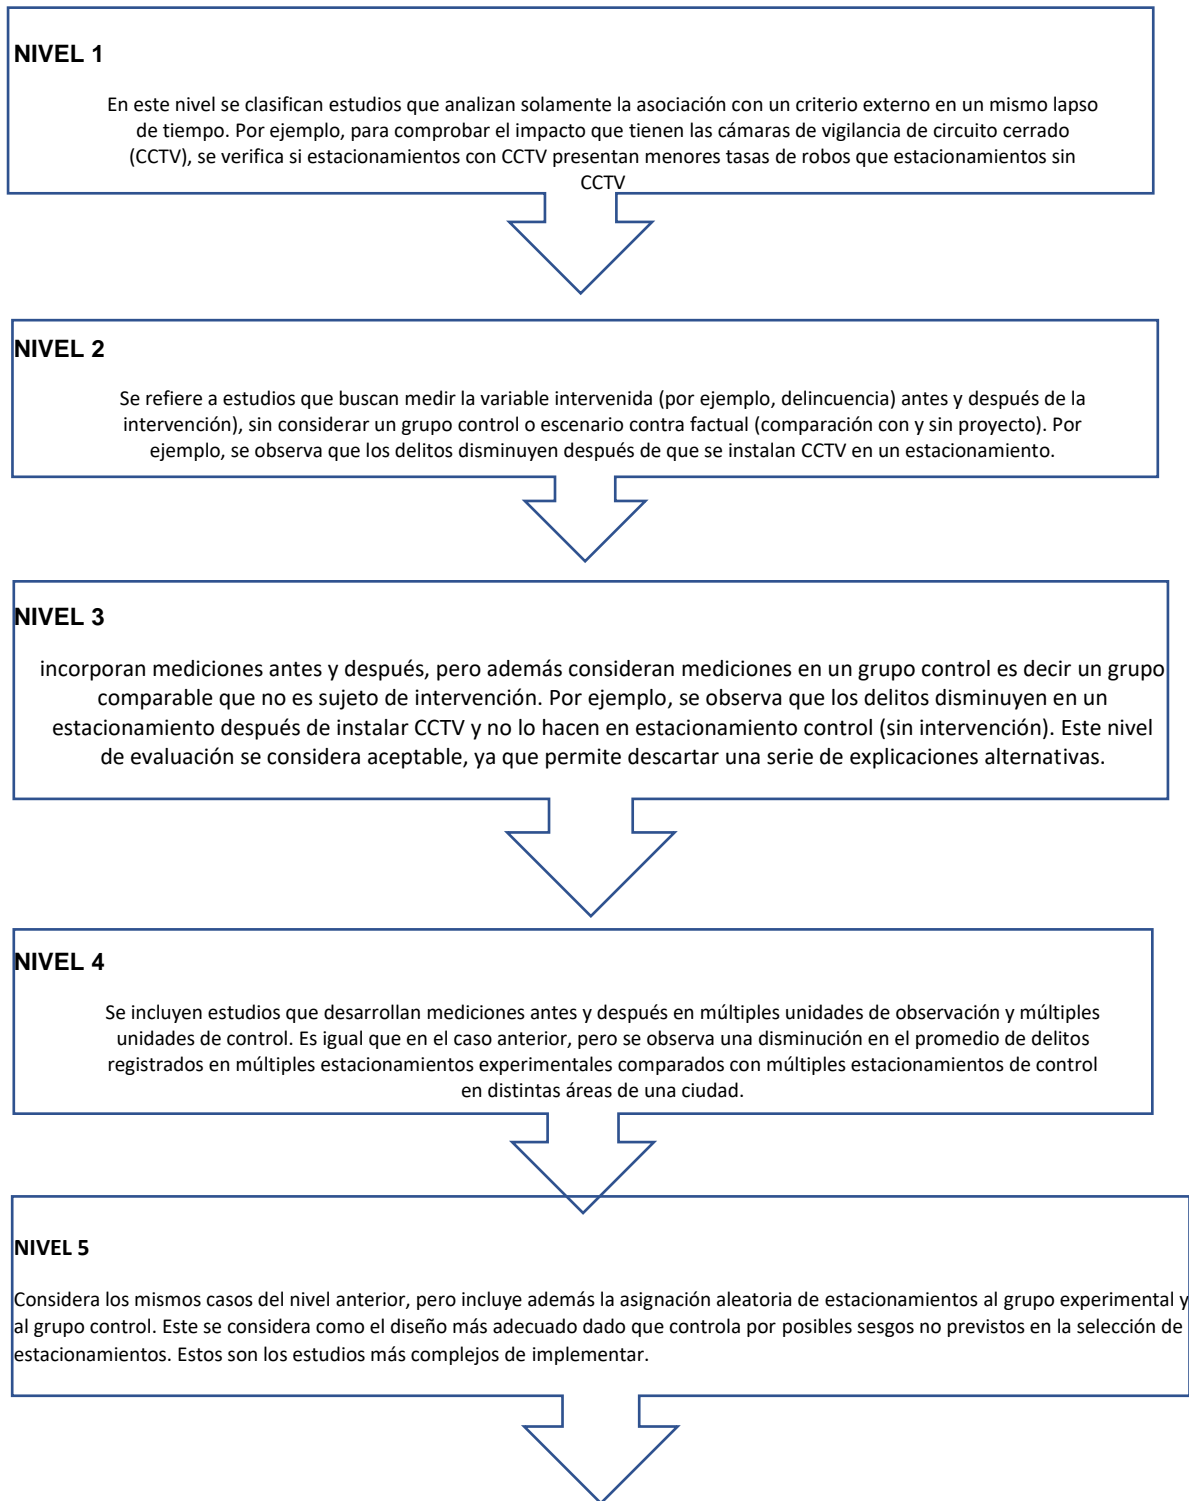 NIVEL 1
En este nivel se clasifican estudios que analizan solamente la asociación con un criterio externo en un mismo lapso
de tiempo. Por ejemplo, para comprobar el impacto que tienen las cámaras de vigilancia de circuito cerrado
(CCTV), se verifica si estacionamientos con CCTV presentan menores tasas de robos que estacionamientos sin
CCTV
NIVEL 2
Se refiere a estudios que buscan medir la variable intervenida (por ejemplo, delincuencia) antes y después de la
intervención), sin considerar un grupo control o escenario contra factual (comparación con y sin proyecto). Por
ejemplo, se observa que los delitos disminuyen después de que se instalan CCTV en un estacionamiento.
NIVEL 3
incorporan mediciones antes y después, pero además consideran mediciones en un grupo control es decir un grupo
comparable que no es sujeto de intervención. Por ejemplo, se observa que los delitos disminuyen en un
estacionamiento después de instalar CCTV y no lo hacen en estacionamiento control (sin intervención). Este nivel
de evaluación se considera aceptable, ya que permite descartar una serie de explicaciones alternativas.
NIVEL 4
Se incluyen estudios que desarrollan mediciones antes y después en múltiples unidades de observación y múltiples
unidades de control. Es igual que en el caso anterior, pero se observa una disminución en el promedio de delitos
registrados en múltiples estacionamientos experimentales comparados con múltiples estacionamientos de control
en distintas áreas de una ciudad.
NIVEL 5
Considera los mismos casos del nivel anterior, pero incluye además la asignación aleatoria de estacionamientos al grupo experimental y
al grupo control. Este se considera como el diseño más adecuado dado que controla por posibles sesgos no previstos en la selección de
estacionamientos. Estos son los estudios más complejos de implementar.